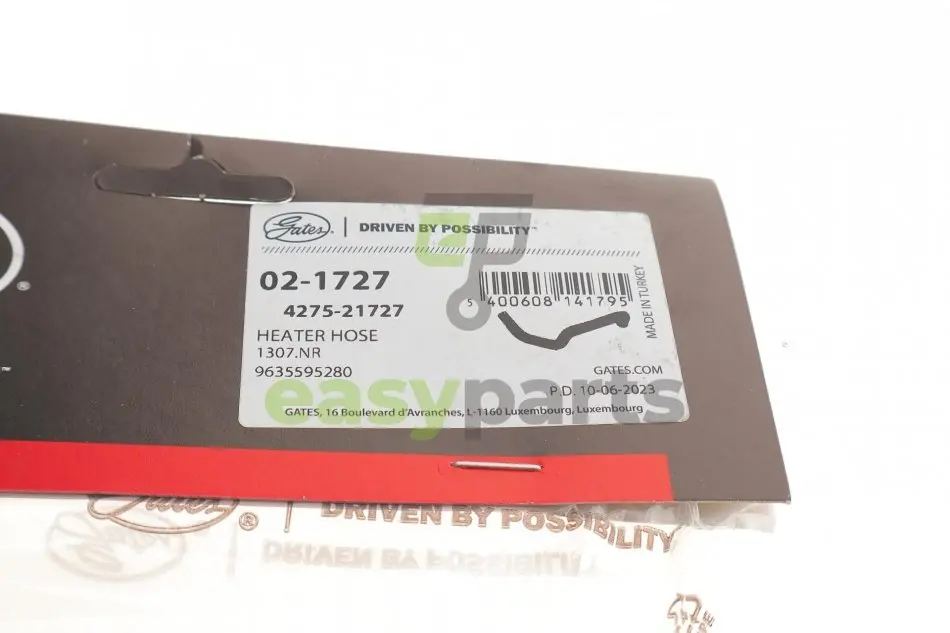 Gates® | DRIVEN BY POSSIBILITY™
02-1727
4275-21727
5 400608 141795
MADE IN TURKEY
HEATER HOSE
1307.NR
9635595280
GATES.COM
P.D. 10-06-2023
GATES, 16 Boulevard d'Avranches, L-1160 Luxembourg, Luxembourg
easyparts
Gates® | DRIVEN BY POSSIBILITY